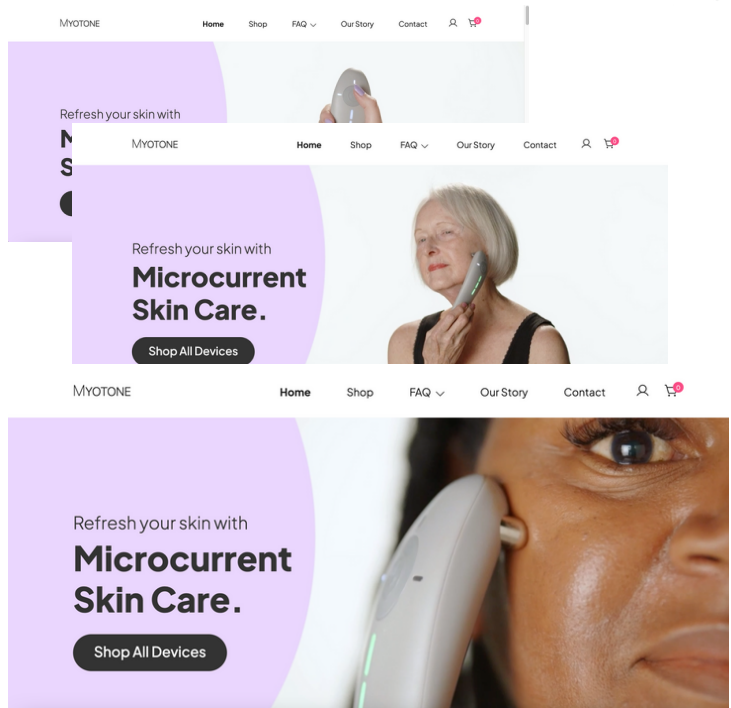 MYOTONE Home Shop FAQ Our Story Contact 0
Refresh your skin with
M
S
MYOTONE Home Shop FAQ Our Story Contact 0
Refresh your skin with
Microcurrent
Skin Care.
Shop All Devices
MYOTONE Home Shop FAQ Our Story Contact 0
Refresh your skin with
Microcurrent
Skin Care.
Shop All Devices